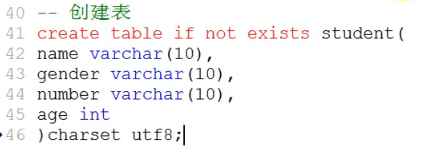 40 -- 创建表
41 create table if not exists student(
42 name varchar(10),
43 gender varchar(10),
44 number varchar(10),
45 age int
46 )charset utf8;